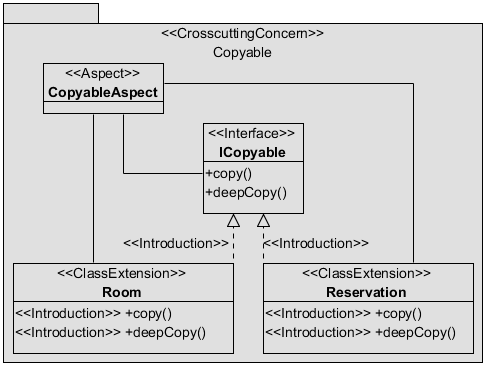 <<CrosscuttingConcern>>
Copyable
<<Aspect>>
CopyableAspect
<<Interface>>
ICopyable
+copy()
+deepCopy()
<<Introduction>> <<Introduction>>
<<ClassExtension>>
Room
<<Introduction>> +copy()
<<Introduction>> +deepCopy()
<<ClassExtension>>
Reservation
<<Introduction>> +copy()
<<Introduction>> +deepCopy()